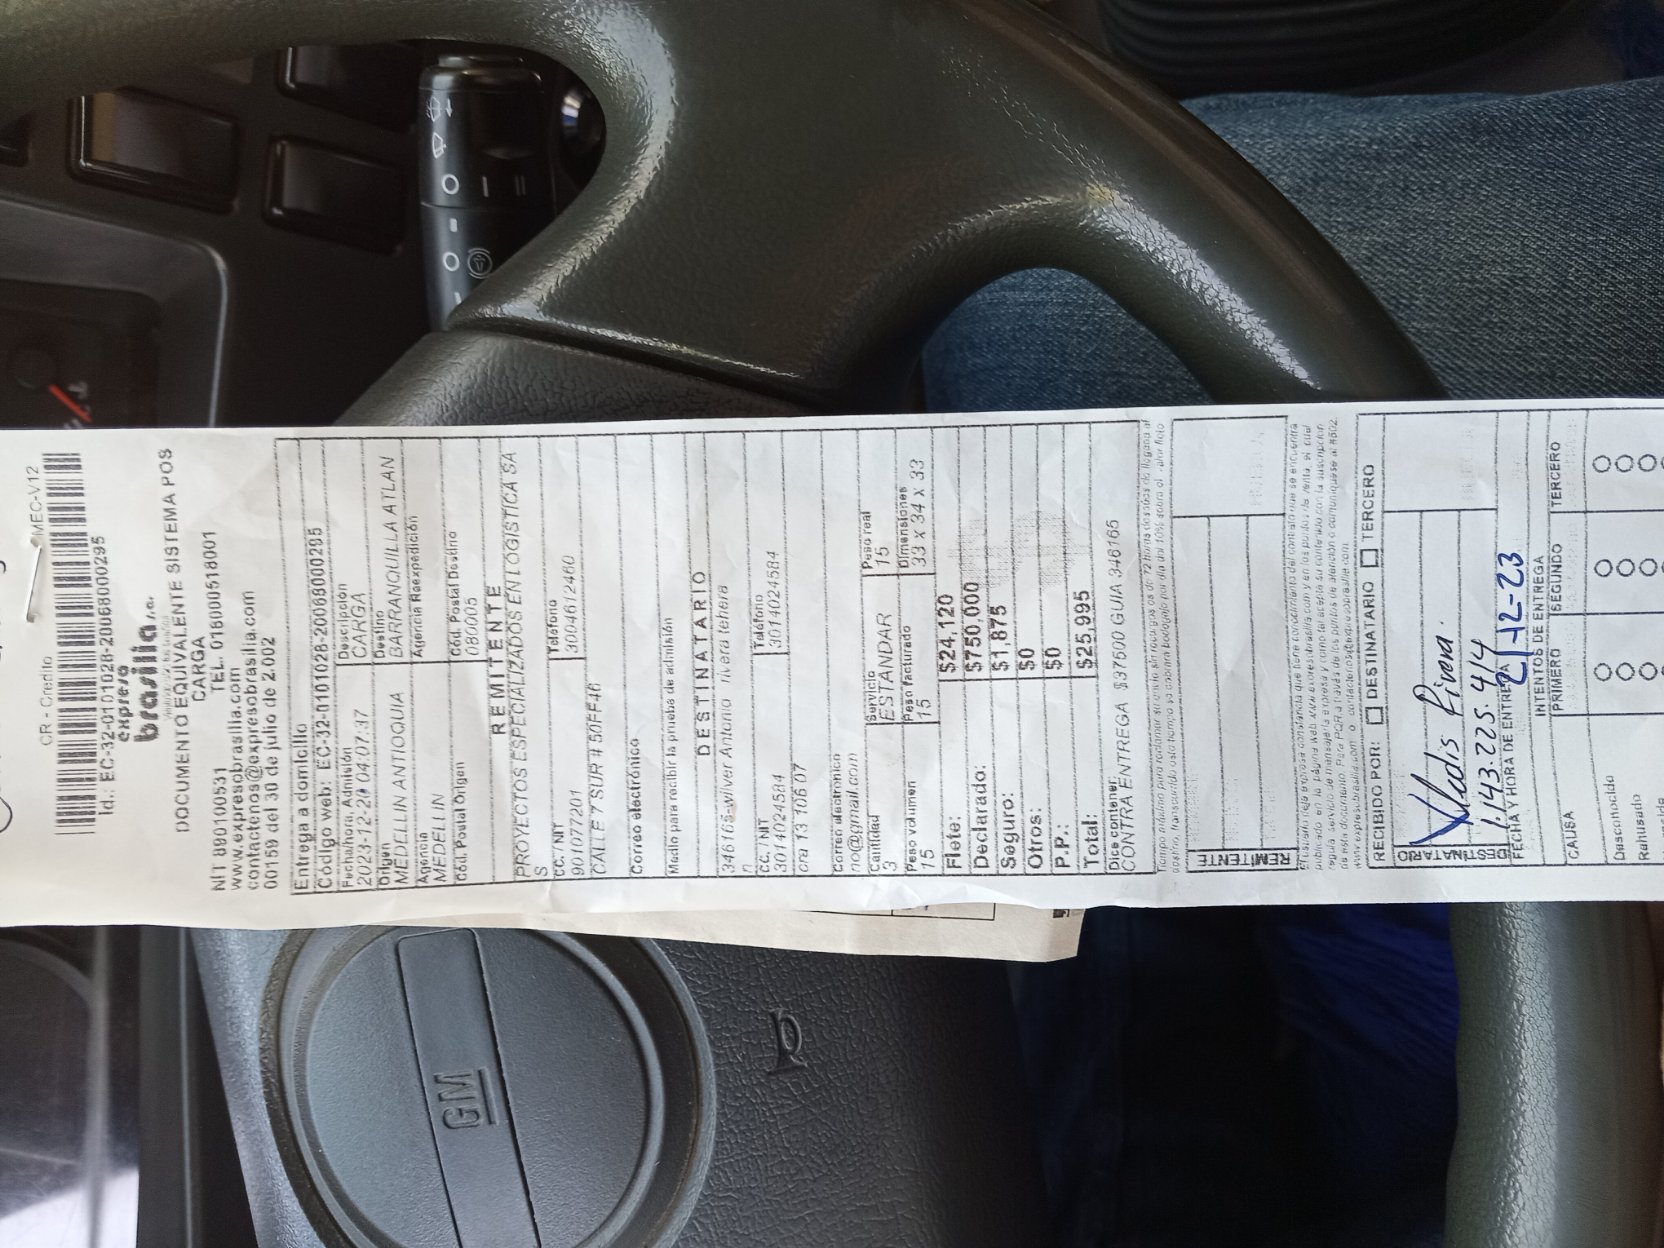 CR - Credito
MEC-V12
Id.: EC-32-0101028-20068000295
expreso
brasilia s.a.
DOCUMENTO EQUIVALENTE SISTEMA POS
CARGA
NIT 890100531 TEL. 018000518001
www.expresobrasilia.com
contactenos@expresobrasilia.com
00159 del 30 de julio de 2.002
Entrega a domicilio
Código web: EC-32-0101028-20068000295
Fecha/hora, Admisión Descripción
2023-12-20 04:07:37 CARGA
Origen Destino
MEDELLIN ANTIOQUIA BARRANQUILLA ATLAN
Agencia Agencia Reexpedición
MEDELLIN
Cód. Postal Origen Cód. Postal Destino
080005
REMITENTE
PROYECTOS ESPECIALIZADOS EN LOGISTICA SA
S
CC. / NIT Teléfono
901077201 3004612460
CALLE 7 SUR # 50FF46
Correo electrónico
Medio para recibir la prueba de admisión
DESTINATARIO
346165-wilver Antonio rivera tehera
n
C.C. / NIT Teléfono
3014024584 3014024584
cra 13 106 07
Correo electrónico
no@gmail.com
Cantidad Servicio Peso real
3 ESTANDAR 15
Peso volumen Peso facturado Dimensiones
15 15 33 x 34 x 33
Flete: $24,120
Declarado: $750,000
Seguro: $1,875
Otros: $0
P.P.: $0
Total: $25,995
Dice contener:
CONTRA ENTREGA $37600 GUIA 346165
REMITENTE
RECIBIDO POR: DESTINATARIO TERCERO
DESTINATARIO
Vladis Rivera.
1.143.225.414
FECHA Y HORA DE ENTREGA
21-12-23
INTENTOS DE ENTREGA
CAUSA PRIMERO SEGUNDO TERCERO
Desconocido
Rehusado
GM